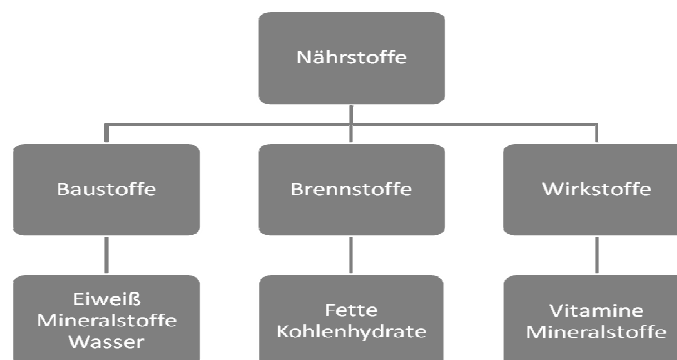 Nährstoffe
Baustoffe
Brennstoffe
Wirkstoffe
Eiweiß
Mineralstoffe
Wasser
Fette
Kohlenhydrate
Vitamine
Mineralstoffe